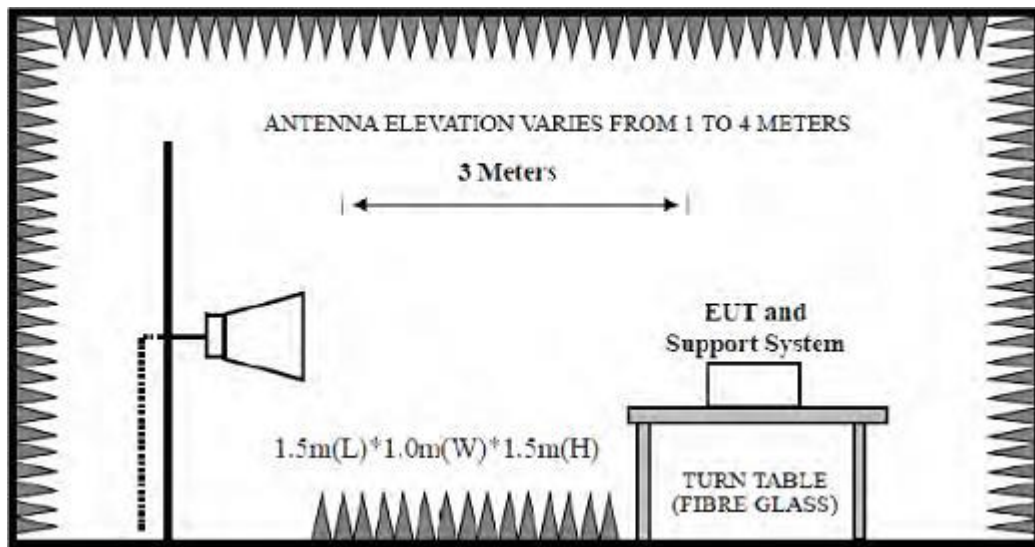 ANTENNA ELEVATION VARIES FROM 1 TO 4 METERS
3 Meters
EUT and
Support System
1.5m(L)*1.0m(W)*1.5m(H)
TURN TABLE
(FIBRE GLASS)